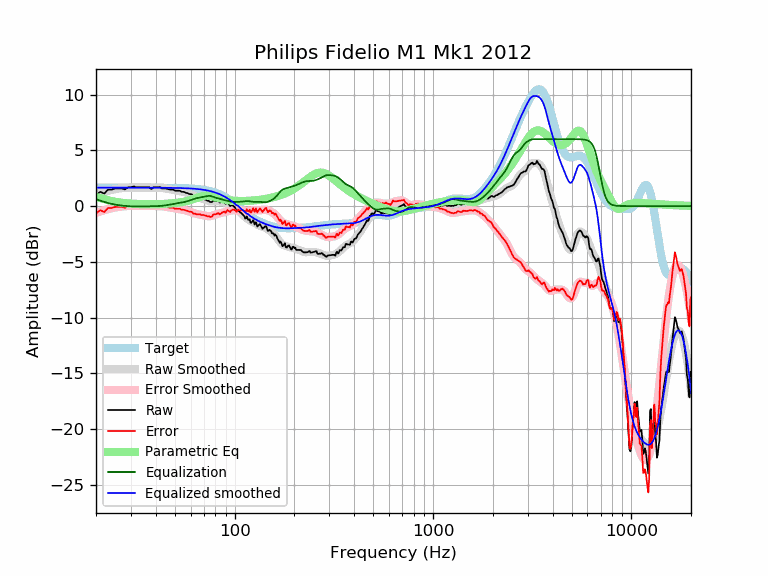 Philips Fidelio M1 Mk1 2012
Amplitude (dBr)
10
5
0
−5
−10
−15
−20
−25
Target
Raw Smoothed
Error Smoothed
Raw
Error
Parametric Eq
Equalization
Equalized smoothed
100 1000 10000
Frequency (Hz)